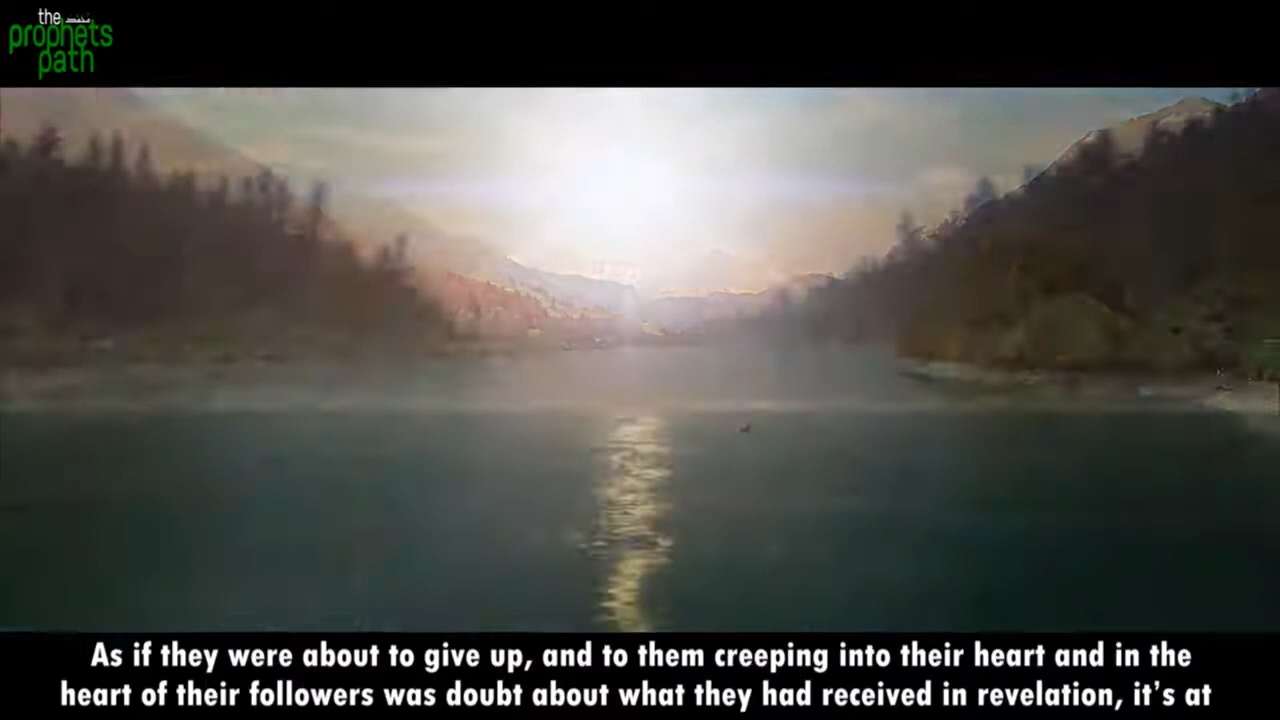 the
prophets
path
As if they were about to give up, and to them creeping into their heart and in the
heart of their followers was doubt about what they had received in revelation, it's at